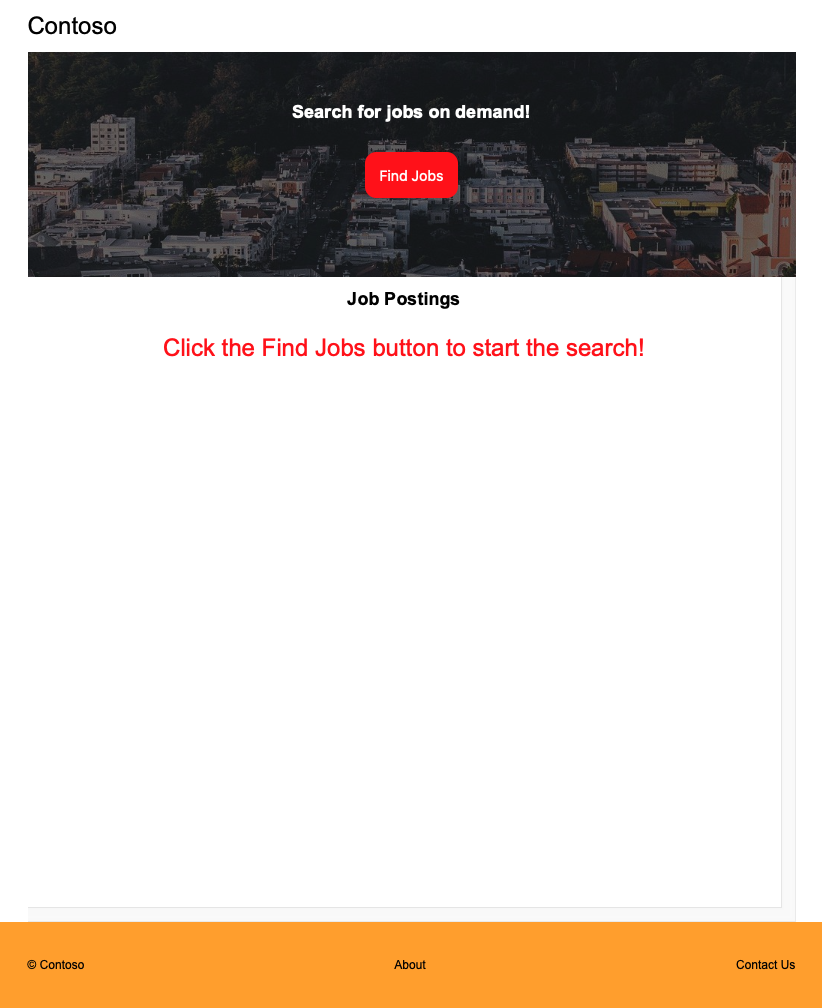 Contoso
Search for jobs on demand!
Find Jobs
Job Postings
Click the Find Jobs button to start the search!
© Contoso About Contact Us